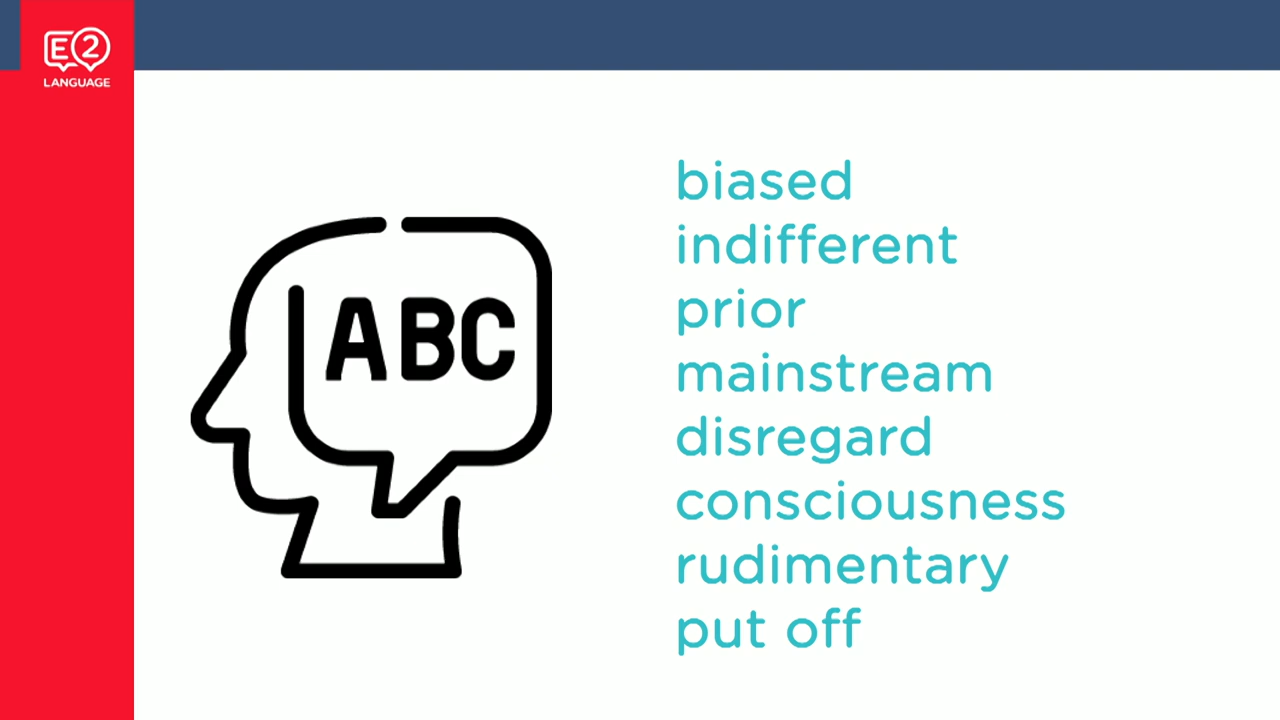 E2
LANGUAGE
ABC
biased
indifferent
prior
mainstream
disregard
consciousness
rudimentary
put off